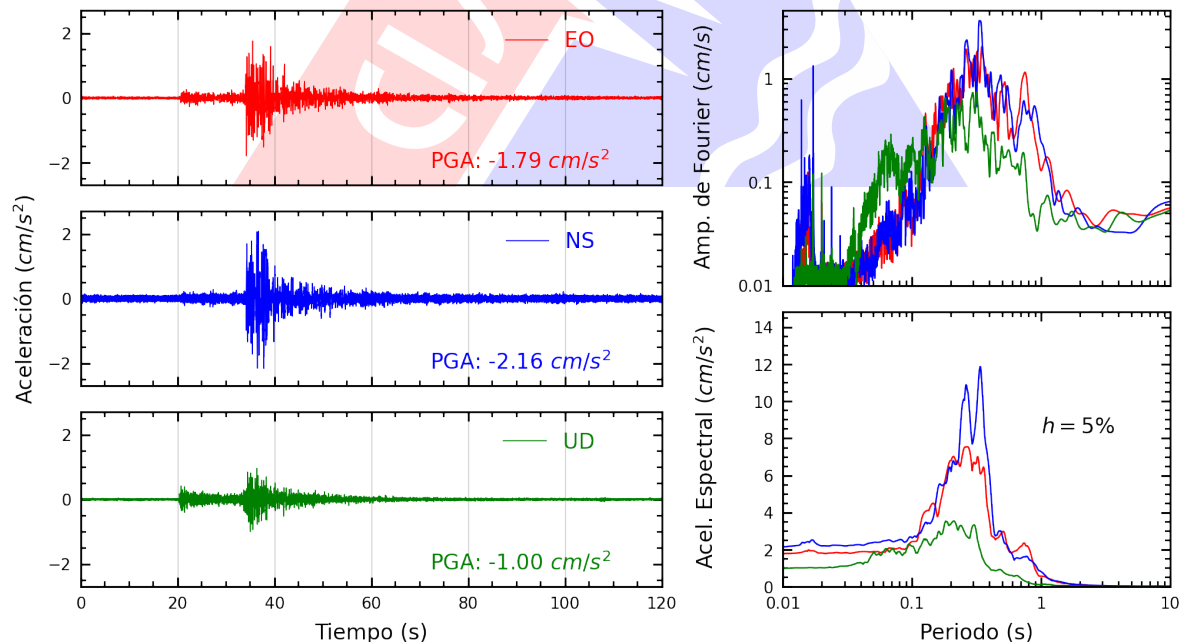 Aceleración (cm/s²)
2
0
−2
EO
PGA: -1.79 cm/s²
2
0
−2
NS
PGA: -2.16 cm/s²
2
0
−2
UD
PGA: -1.00 cm/s²
0 20 40 60 80 100 120
Tiempo (s)
Amp. de Fourier (cm/s)
1
0.1
0.01
Acel. Espectral (cm/s²)
14
12
10
8
6
4
2
0
h = 5%
0.01 0.1 1 10
Periodo (s)